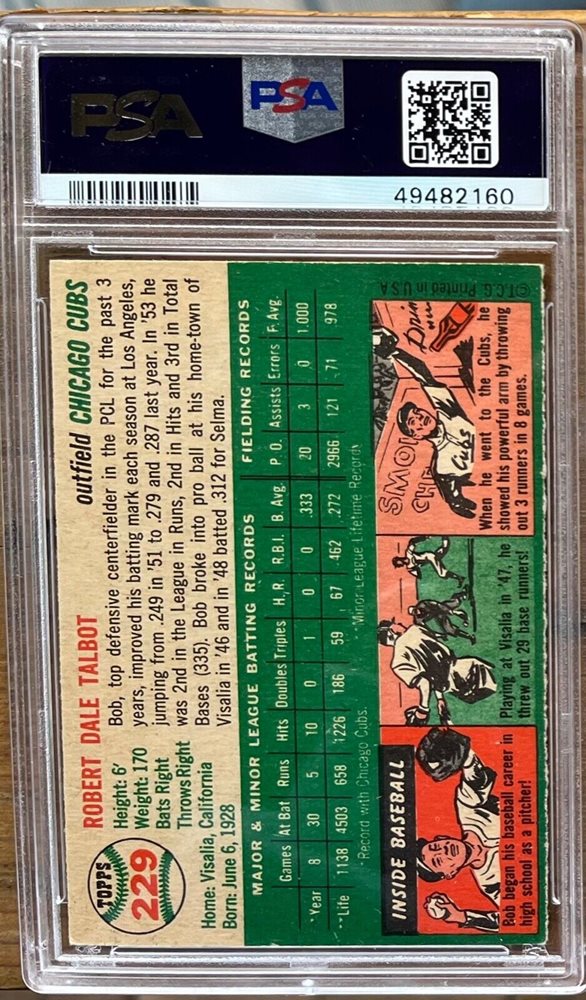 PSA
PSA
49482160
TOPPS
229
ROBERT DALE TALBOT
outfield CHICAGO CUBS
Height: 6'
Weight: 170
Bats Right
Throws Right
Home: Visalia, California
Born: June 6, 1928
Bob, top defensive centerfielder in the PCL for the past 3
years, improved his batting mark each season at Los Angeles,
jumping from .249 in '51 to .279 and .287 last year. In '53 he
was 2nd in the League in Runs, 2nd in Hits and 3rd in Total
Bases (335). Bob broke into pro ball at his home-town of
Visalia in '46 and in '48 batted .312 for Selma.
MAJOR & MINOR LEAGUE BATTING RECORDS FIELDING RECORDS
Games At Bat Runs Hits Doubles Triples H.R. R.B.I. B. Avg. P.O. Assists Errors F. Avg.
*Year 8 30 5 10 0 1 0 0 .333 20 3 0 1.000
**Life 1138 4503 658 1226 186 59 67 462 .272 2966 121 71 .978
*Record with Chicago Cubs. **Minor League Lifetime Record.
INSIDE BASEBALL
Bob began his baseball career in
high school as a pitcher!
Playing at Visalia in '47, he
threw out 29 base runners!
Cubs
When he went to the Cubs, he
showed his powerful arm by throwing
out 3 runners in 8 games.
©T.C.G. Printed in U.S.A.